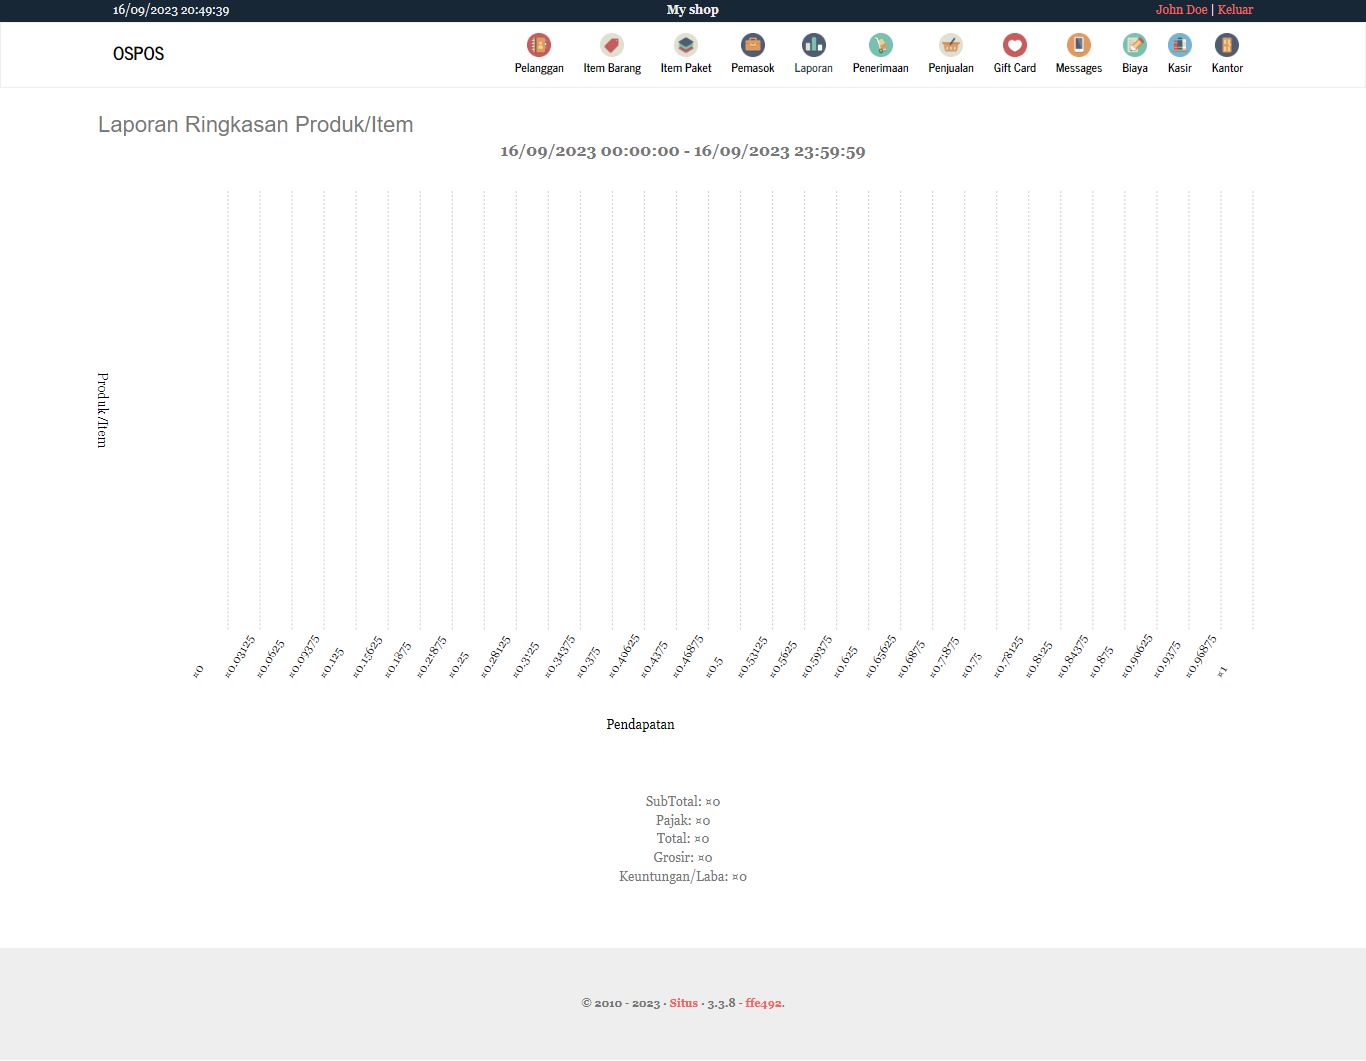 16/09/2023 20:49:39
My shop
John Doe | Keluar
OSPOS
Pelanggan
Item Barang
Item Paket
Pemasok
Laporan
Penerimaan
Penjualan
Gift Card
Messages
Biaya
Kasir
Kantor
Laporan Ringkasan Produk/Item
16/09/2023 00:00:00 - 16/09/2023 23:59:59
Produk/Item
¤0
¤0.03125
¤0.0625
¤0.09375
¤0.125
¤0.15625
¤0.1875
¤0.21875
¤0.25
¤0.28125
¤0.3125
¤0.34375
¤0.375
¤0.40625
¤0.4375
¤0.46875
¤0.5
¤0.53125
¤0.5625
¤0.59375
¤0.625
¤0.65625
¤0.6875
¤0.71875
¤0.75
¤0.78125
¤0.8125
¤0.84375
¤0.875
¤0.90625
¤0.9375
¤0.96875
¤1
Pendapatan
SubTotal: ¤0
Pajak: ¤0
Total: ¤0
Grosir: ¤0
Keuntungan/Laba: ¤0
© 2010 - 2023 · Situs · 3.3.8 - ffe492.